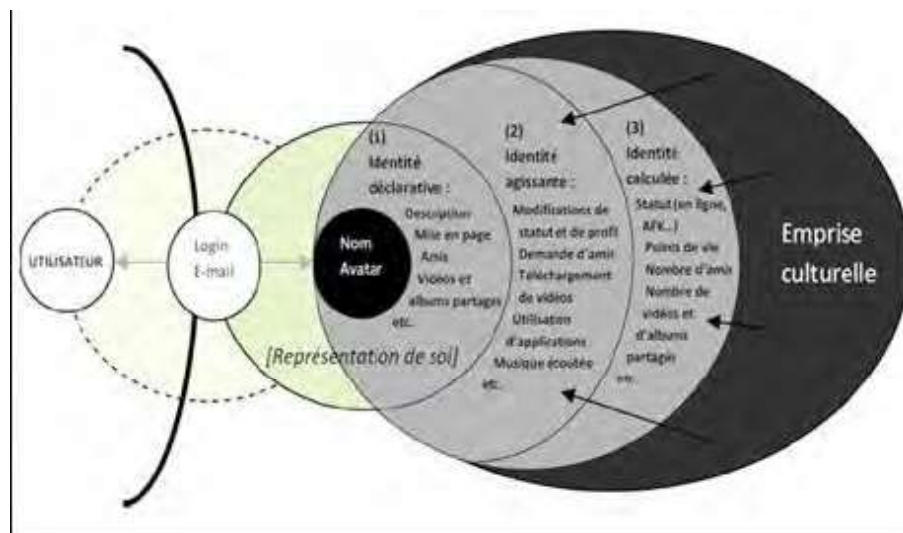 UTILISATEUR
Login
E-mail
Nom
Avatar
(1)
Identité
déclarative :
Description
Mise en page
Amis
Vidéos et
albums partagés
etc.
[Représentation de soi]
(2)
Identité
agissante :
Modifications de
statut et de profil
Demande d'amis
Téléchargement
de vidéos
Utilisation
d'applications
Musique écoutée
etc.
(3)
Identité
calculée :
Statut (en ligne,
AFK...)
Points de vie
Nombre d'amis
Nombre de
vidéos et
d'albums
partagés
etc.
Emprise
culturelle